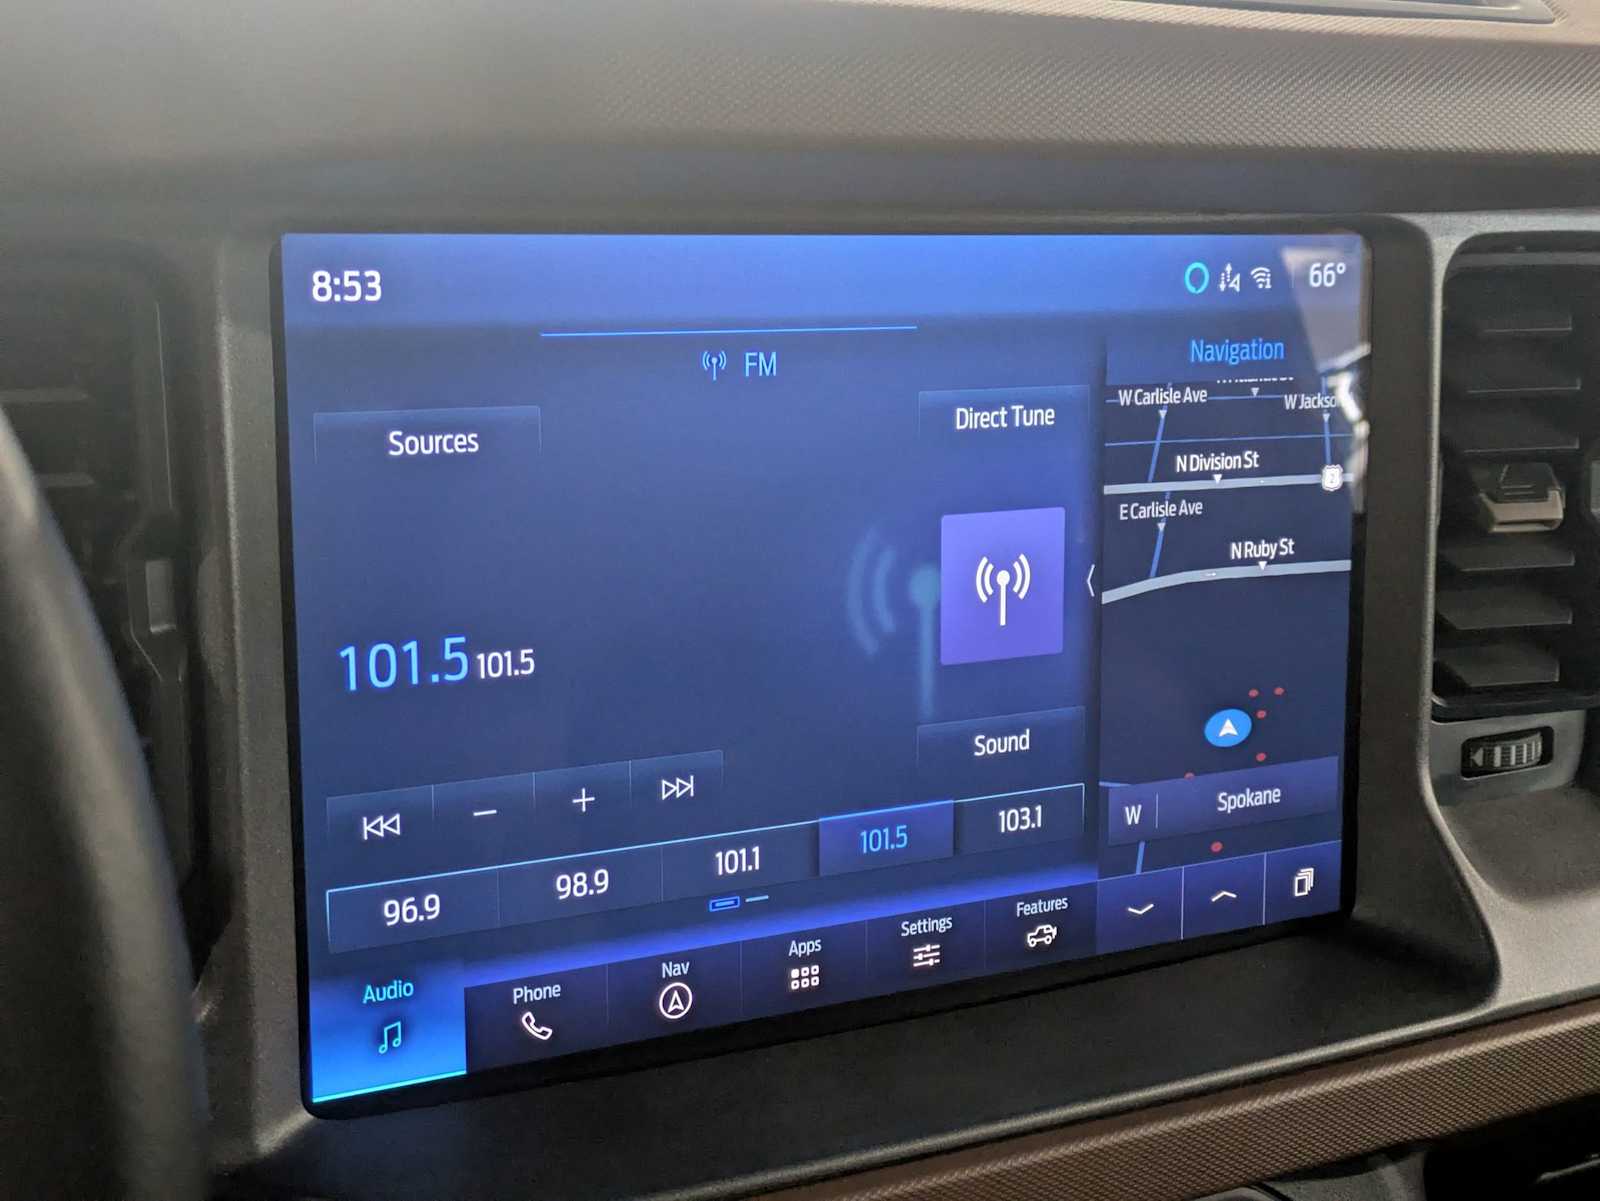 8:53
66°
FM
Navigation
Sources
Direct Tune
W Carlisle Ave
W Jackso
N Division St
2
E Carlisle Ave
N Ruby St
101.5 101.5
Sound
W
Spokane
96.9
98.9
101.1
101.5
103.1
Audio
Phone
Nav
Apps
Settings
Features